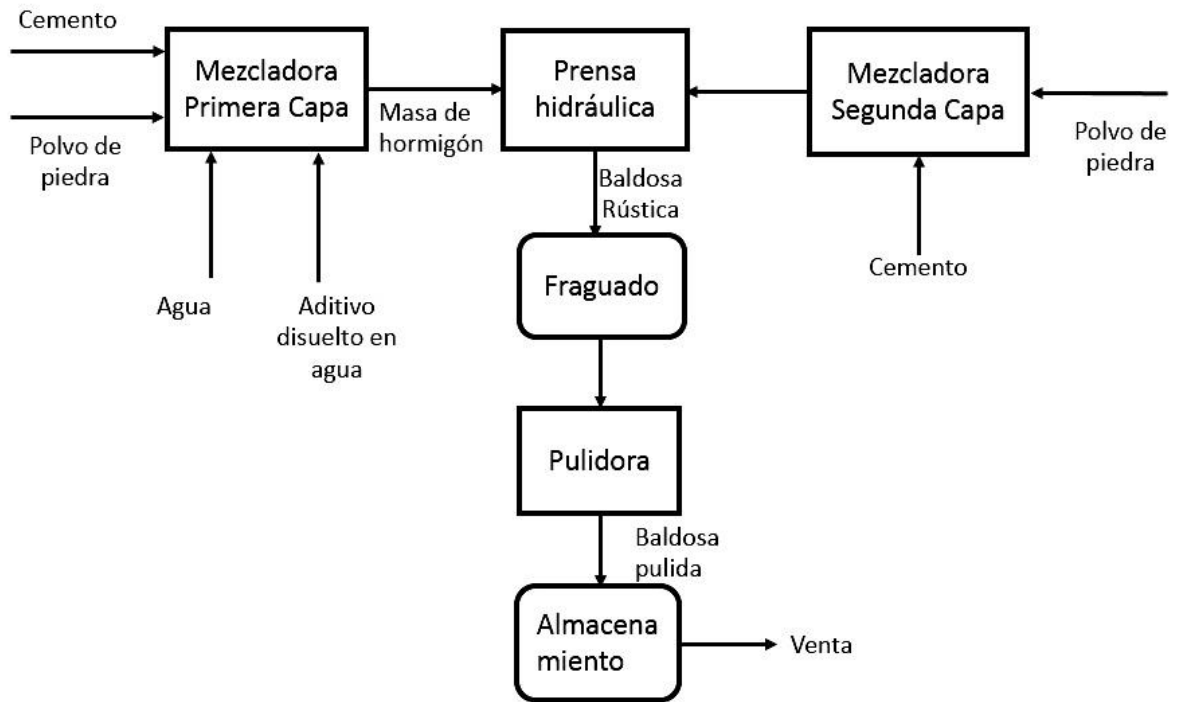 Cemento
Mezcladora
Primera Capa
Polvo de
piedra
Agua
Aditivo
disuelto en
agua
Masa de
hormigón
Prensa
hidráulica
Mezcladora
Segunda Capa
Polvo de
piedra
Cemento
Baldosa
Rústica
Fraguado
Pulidora
Baldosa
pulida
Almacena
miento
Venta